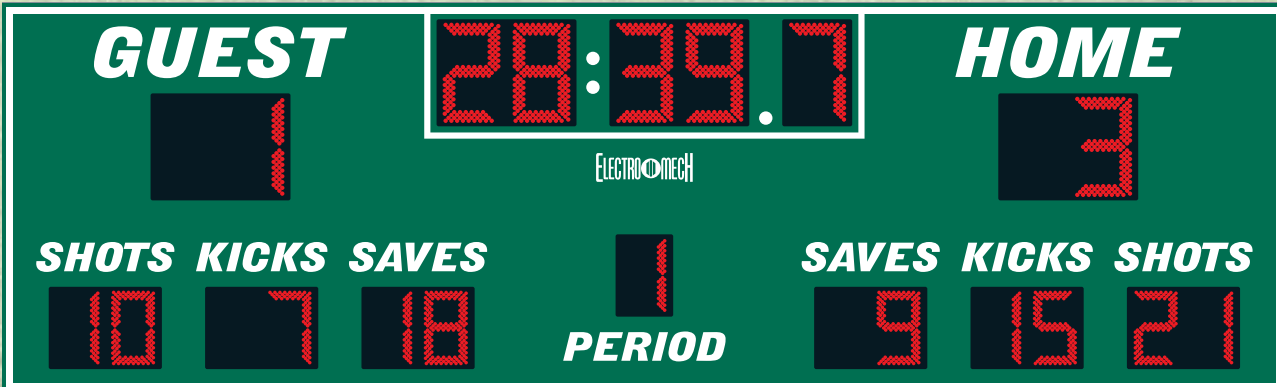 GUEST 28:39.7 HOME
1 3
ELECTRO MECH
SHOTS KICKS SAVES 1 SAVES KICKS SHOTS
10 7 18 PERIOD 9 15 21